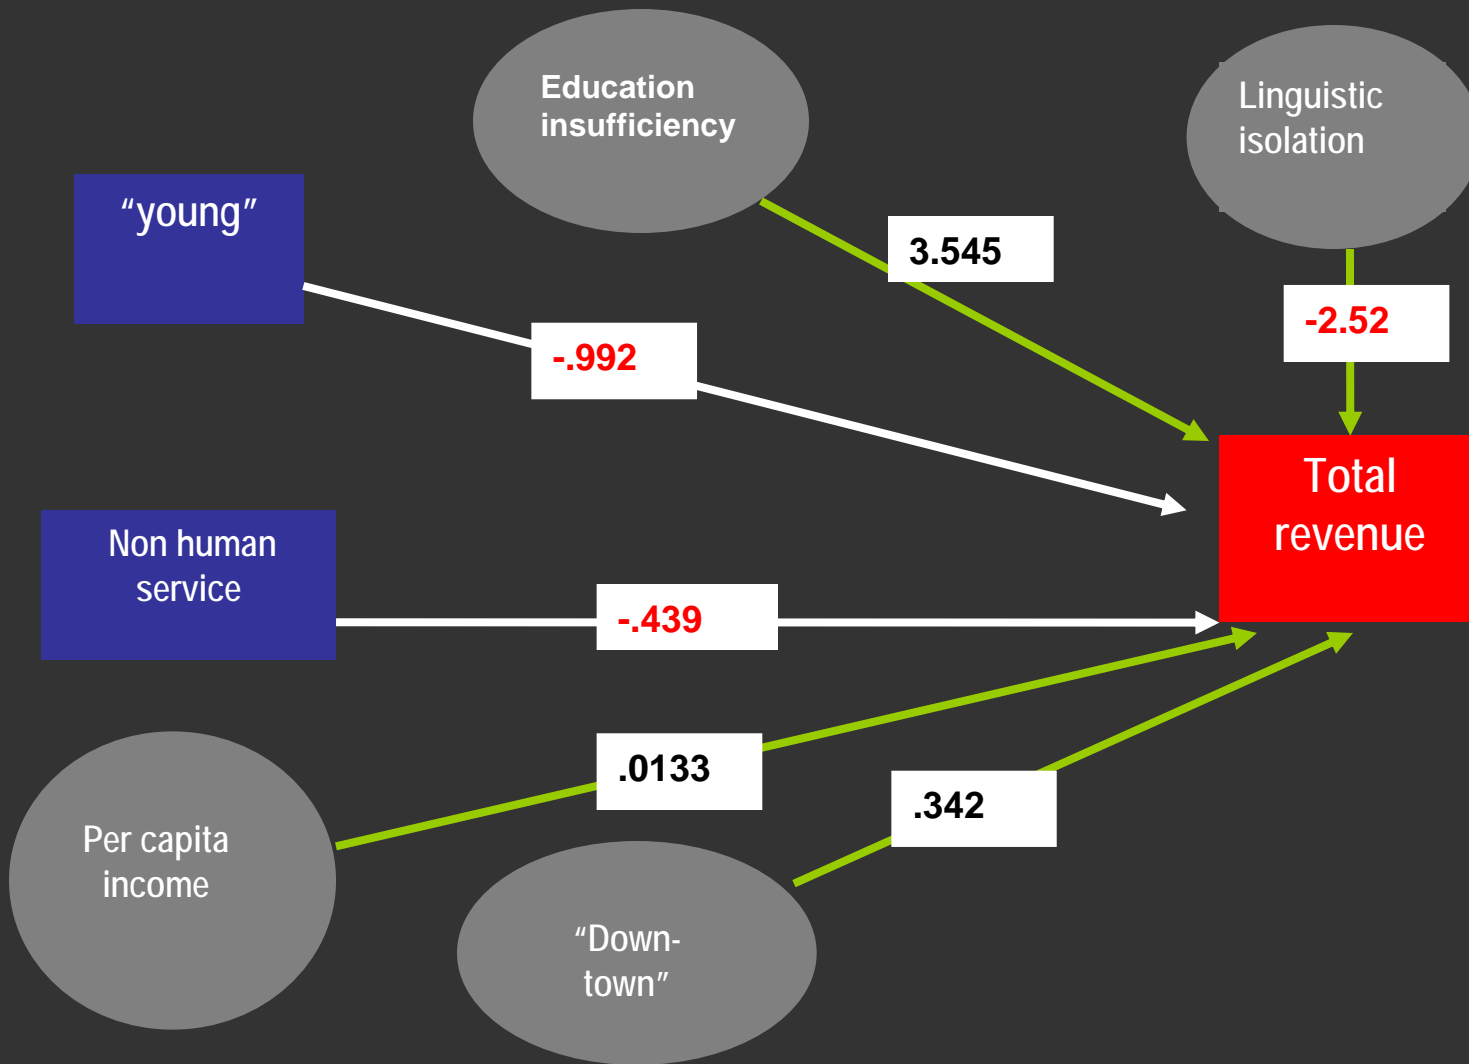 Education
insufficiency
Linguistic
isolation
“young”
3.545
-2.52
-.992
Total
revenue
Non human
service
-.439
.0133
.342
Per capita
income
“Down-
town”